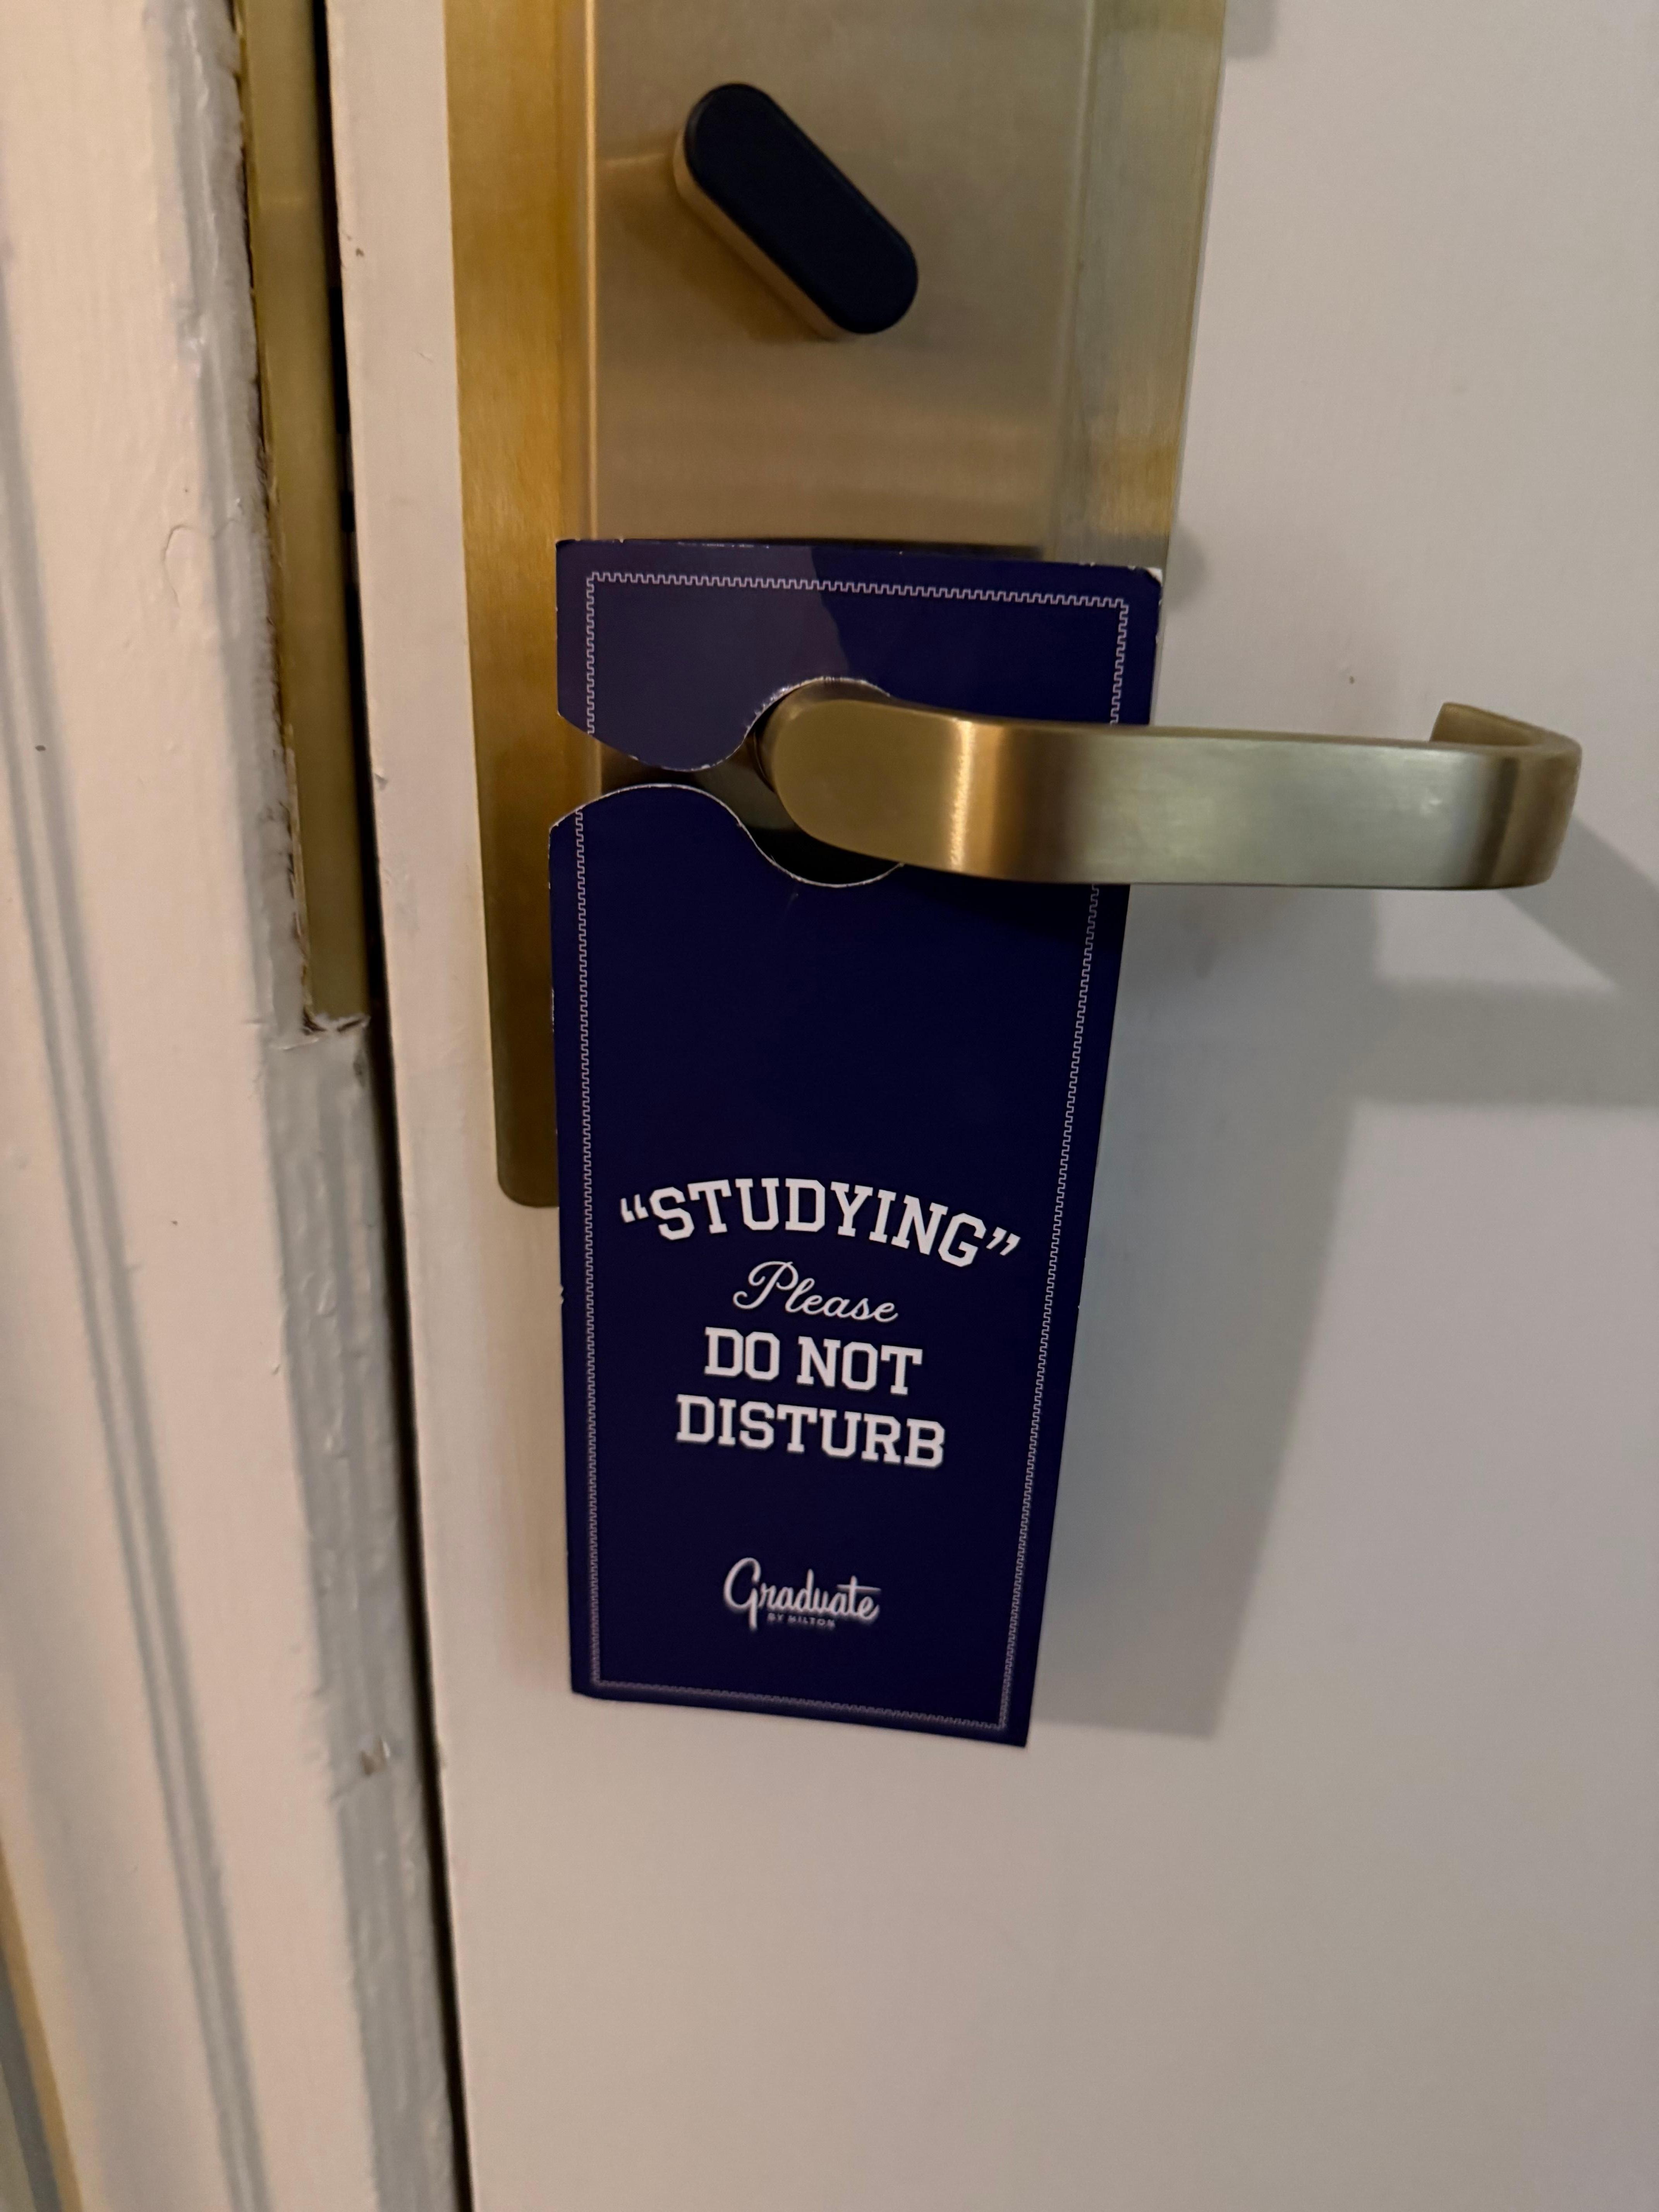 “STUDYING”
Please
DO NOT
DISTURB
Graduate
BY HILTON